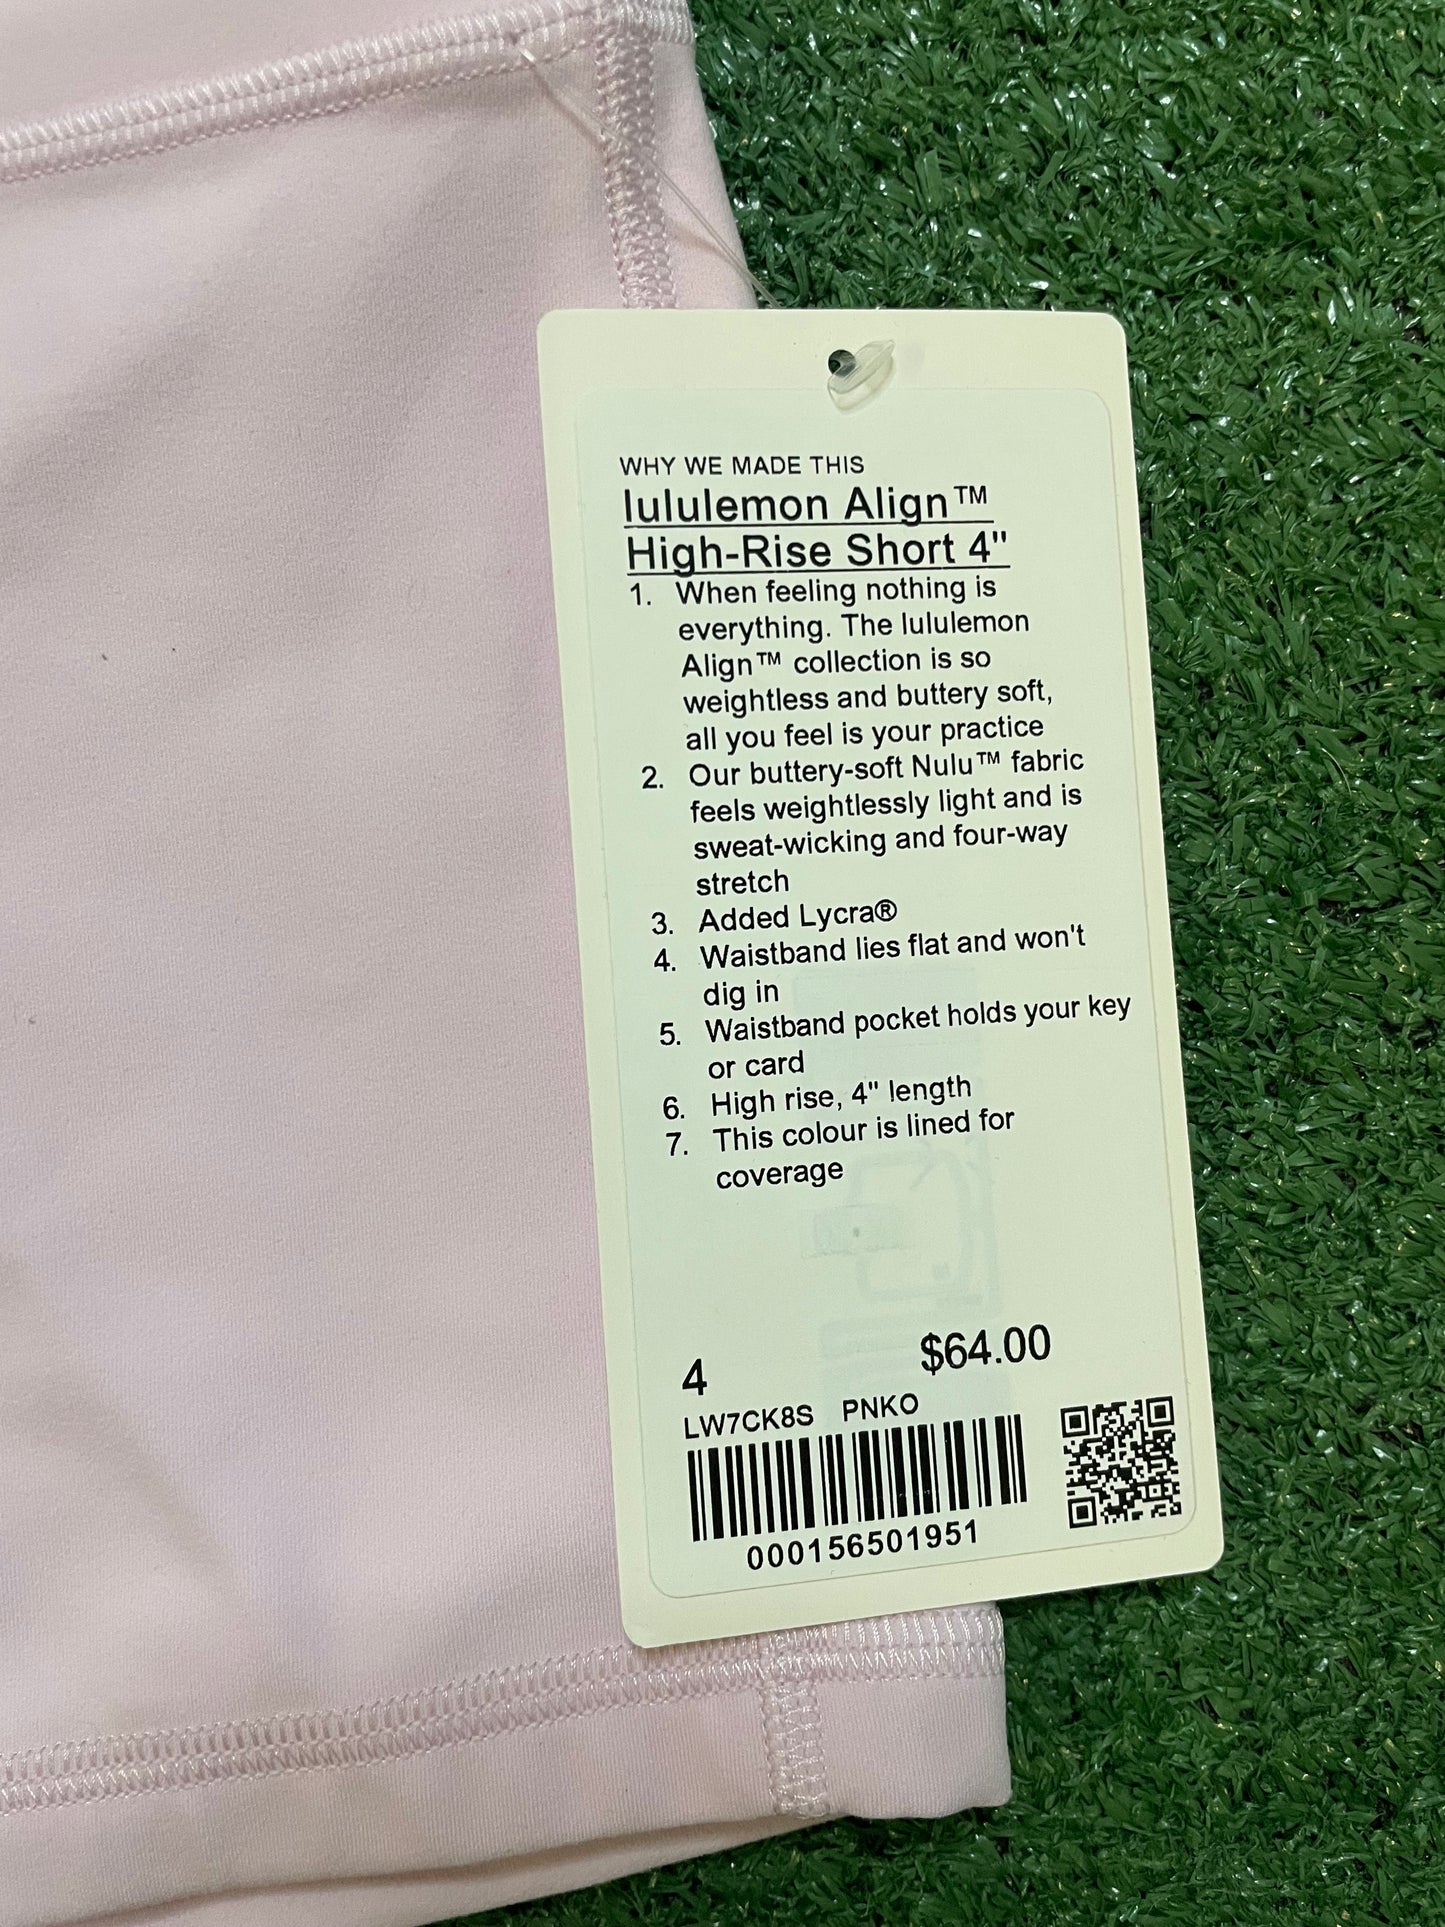 WHY WE MADE THIS
lululemon Align™
High-Rise Short 4"
1. When feeling nothing is
everything. The lululemon
Align™ collection is so
weightless and buttery soft,
all you feel is your practice
2. Our buttery-soft Nulu™ fabric
feels weightlessly light and is
sweat-wicking and four-way
stretch
3. Added Lycra®
4. Waistband lies flat and won't
dig in
5. Waistband pocket holds your key
or card
6. High rise, 4" length
7. This colour is lined for
coverage
4 $64.00
LW7CK8S PNKO
000156501951